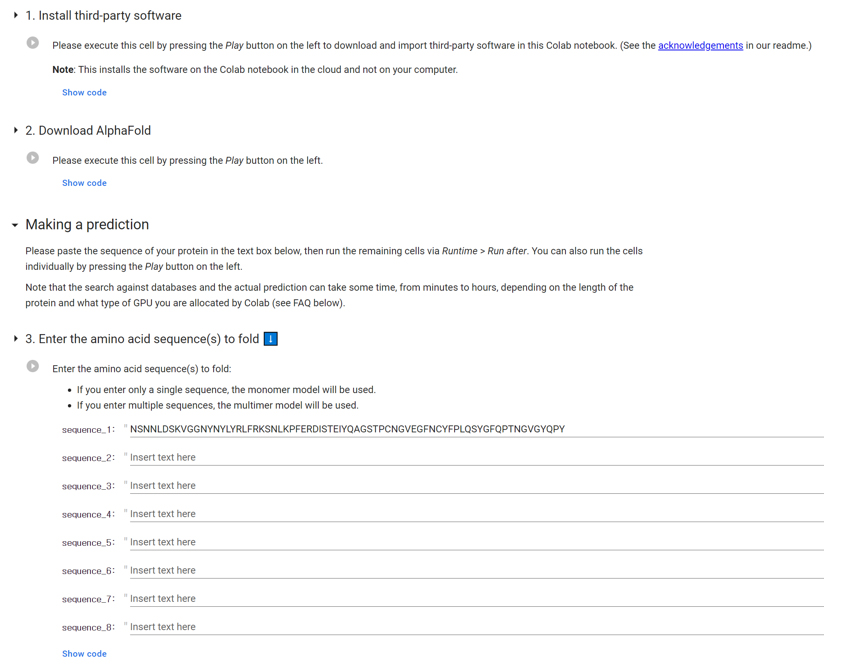 1. Install third-party software
Please execute this cell by pressing the Play button on the left to download and import third-party software in this Colab notebook. (See the acknowledgements in our readme.)
Note: This installs the software on the Colab notebook in the cloud and not on your computer.
Show code
2. Download AlphaFold
Please execute this cell by pressing the Play button on the left.
Show code
Making a prediction
Please paste the sequence of your protein in the text box below, then run the remaining cells via Runtime > Run after. You can also run the cells
individually by pressing the Play button on the left.
Note that the search against databases and the actual prediction can take some time, from minutes to hours, depending on the length of the
protein and what type of GPU you are allocated by Colab (see FAQ below).
3. Enter the amino acid sequence(s) to fold ⬇
Enter the amino acid sequence(s) to fold:
• If you enter only a single sequence, the monomer model will be used.
• If you enter multiple sequences, the multimer model will be used.
sequence_1: " NSNNLDSKVGGNYNYLYRLFRKSNLKPFERDISTEIYQAGSTPCNGVEGFNCYFPLQSYGFQPTNGVGYQPY
sequence_2: " Insert text here
sequence_3: " Insert text here
sequence_4: " Insert text here
sequence_5: " Insert text here
sequence_6: " Insert text here
sequence_7: " Insert text here
sequence_8: " Insert text here
Show code